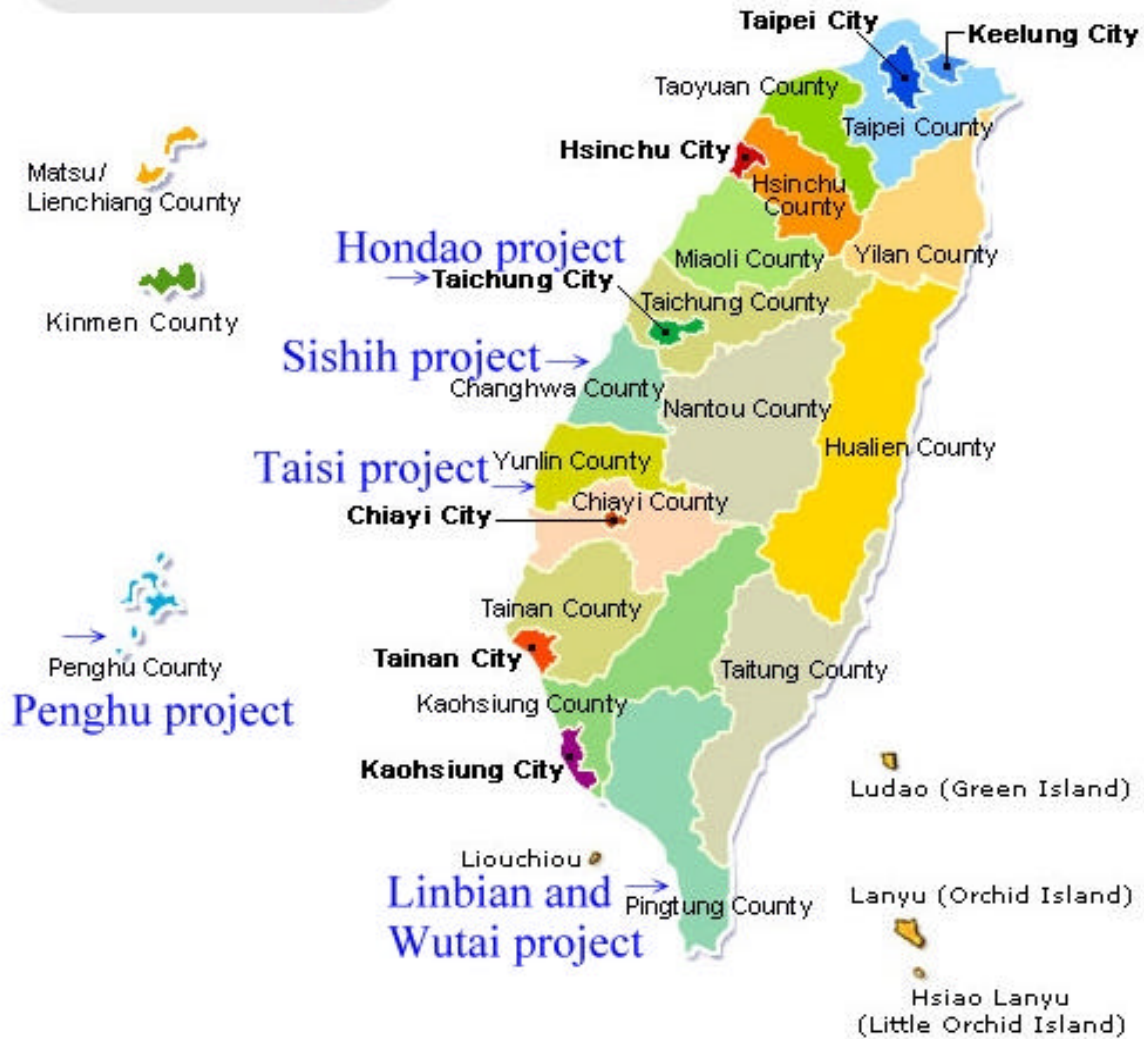 Taipei City
Keelung City
Taoyuan County
Taipei County
Hsinchu City
Hsinchu
County
Matsu/
Lienchiang County
Hondao project
Miaoli County
Yilan County
Taichung City
Taichung County
Kinmen County
Sishih project
Changhwa County
Nantou County
Hualien County
Taisi project
Yunlin County
Chiayi County
Chiayi City
Tainan County
Tainan City
Penghu County
Penghu project
Taitung County
Kaohsiung County
Kaohsiung City
Ludao (Green Island)
Liouchiou
Linbian and
Wutai project
Pingtung County
Lanyu (Orchid Island)
Hsiao Lanyu
(Little Orchid Island)